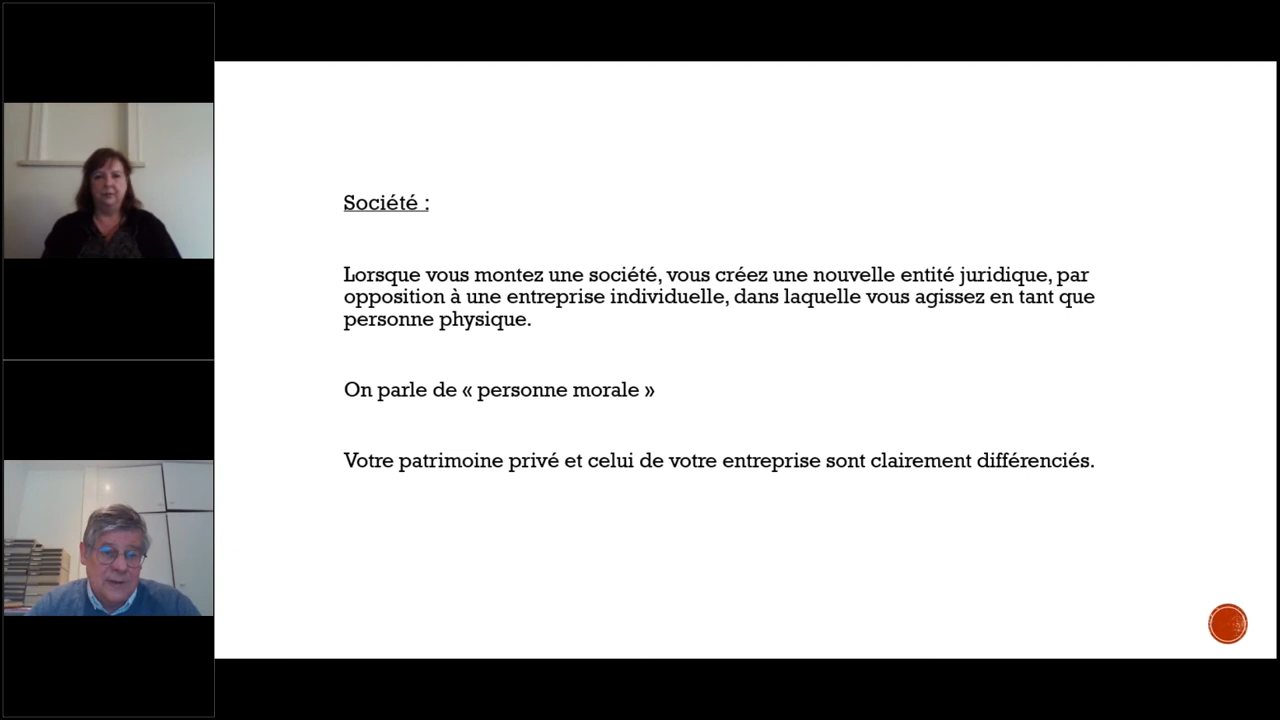 Société :
Lorsque vous montez une société, vous créez une nouvelle entité juridique, par
opposition à une entreprise individuelle, dans laquelle vous agissez en tant que
personne physique.
On parle de « personne morale »
Votre patrimoine privé et celui de votre entreprise sont clairement différenciés.